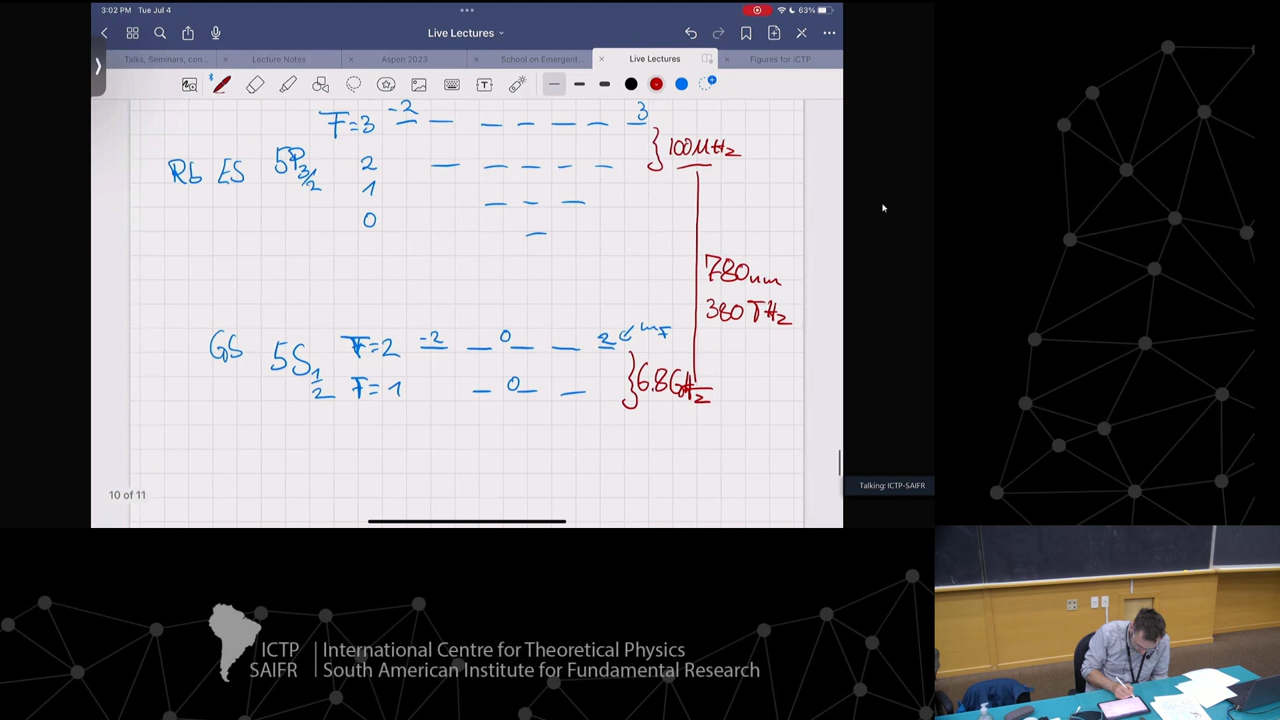 3:02 PM Tue Jul 4
63%
Live Lectures
Talks, Seminars, con...
Lecture Notes
Aspen 2023
School on Emergent...
Live Lectures
Figures for iCTP
F=3 -2 3
} 100MHz
Rb ES 5P3/2 2
1
0
780nm
380THz
GS 5S1/2 F=2 -2 0 2 mF
F=1 0 } 6.8GHz
10 of 11
Talking: ICTP-SAIFR
ICTP International Centre for Theoretical Physics
SAIFR South American Institute for Fundamental Research